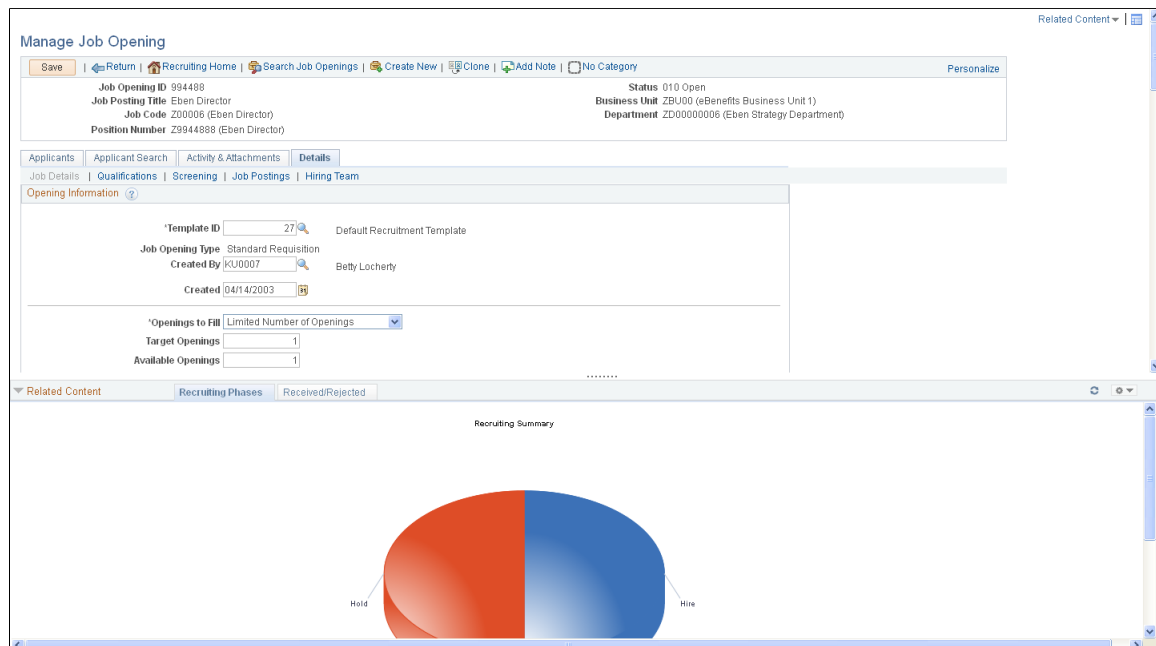 Related Content
Manage Job Opening
Save | Return | Recruiting Home | Search Job Openings | Create New | Clone | Add Note | No Category Personalize
Job Opening ID 994488 Status 010 Open
Job Posting Title Eben Director Business Unit ZBU00 (eBenefits Business Unit 1)
Job Code Z00006 (Eben Director) Department ZD00000006 (Eben Strategy Department)
Position Number Z9944888 (Eben Director)
Applicants Applicant Search Activity & Attachments Details
Job Details | Qualifications | Screening | Job Postings | Hiring Team
Opening Information ?
*Template ID 27 Default Recruitment Template
Job Opening Type Standard Requisition
Created By KU0007 Betty Locherty
Created 04/14/2003 31
*Openings to Fill Limited Number of Openings
Target Openings 1
Available Openings 1
Related Content Recruiting Phases Received/Rejected
Recruiting Summary
Hold Hire